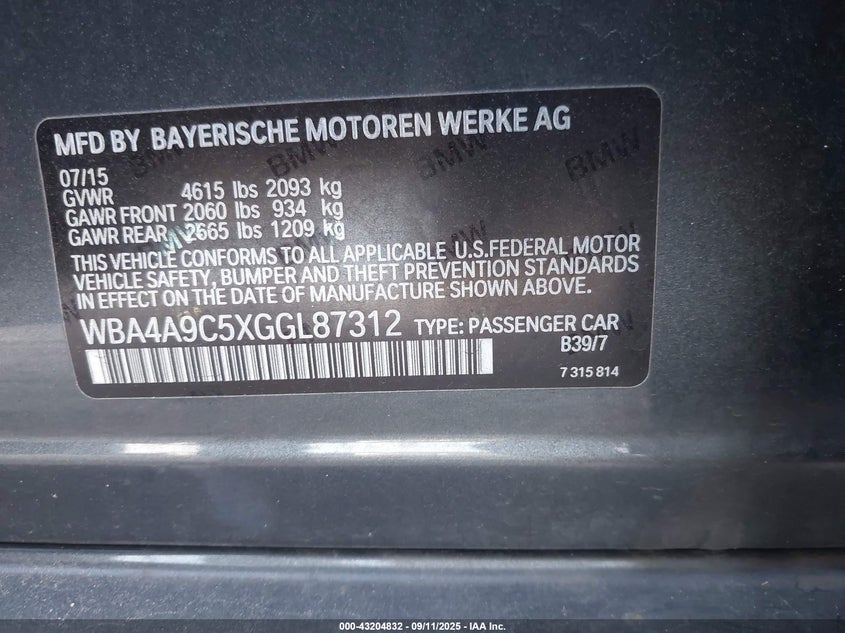 MFD BY BAYERISCHE MOTOREN WERKE AG
07/15
GVWR 4615 lbs 2093 kg
GAWR FRONT 2060 lbs 934 kg
GAWR REAR 2665 lbs 1209 kg
THIS VEHICLE CONFORMS TO ALL APPLICABLE U.S.FEDERAL MOTOR
VEHICLE SAFETY, BUMPER AND THEFT PREVENTION STANDARDS
IN EFFECT ON THE DATE OF MANUFACTURE SHOWN ABOVE.
WBA4A9C5XGGL87312 TYPE: PASSENGER CAR
B39/7
7 315 814
000-43204832 - 09/11/2025 - IAA Inc.